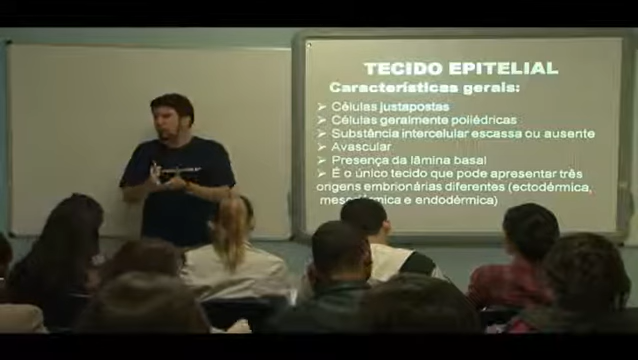 TECIDO EPITELIAL
Características gerais:
Células justapostas
Células geralmente poliédricas
Substância intercelular escassa ou ausente
Avascular
Presença da lâmina basal
É o único tecido que pode apresentar três
origens embrionárias diferentes (ectodérmica,
mesodérmica e endodérmica)